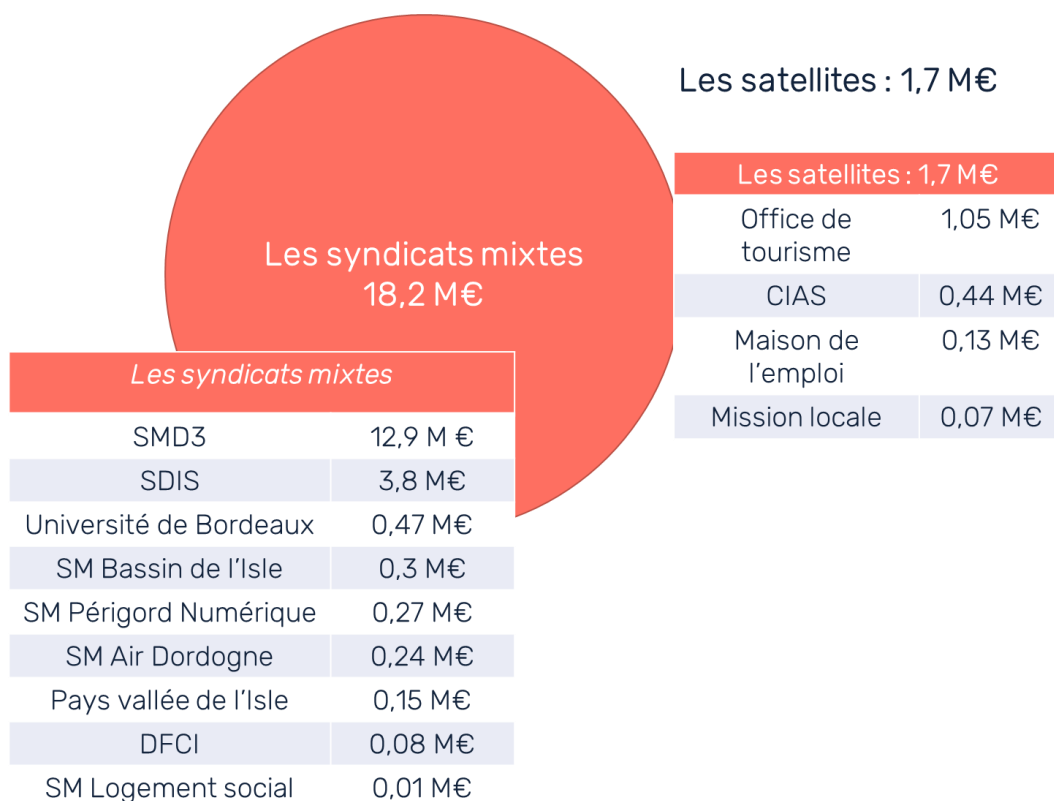 Les satellites : 1,7 M€
Les satellites : 1,7 M€
Office de tourisme 1,05 M€
CIAS 0,44 M€
Maison de l'emploi 0,13 M€
Mission locale 0,07 M€
Les syndicats mixtes
18,2 M€
Les syndicats mixtes
SMD3 12,9 M €
SDIS 3,8 M€
Université de Bordeaux 0,47 M€
SM Bassin de l'Isle 0,3 M€
SM Périgord Numérique 0,27 M€
SM Air Dordogne 0,24 M€
Pays vallée de l'Isle 0,15 M€
DFCI 0,08 M€
SM Logement social 0,01 M€